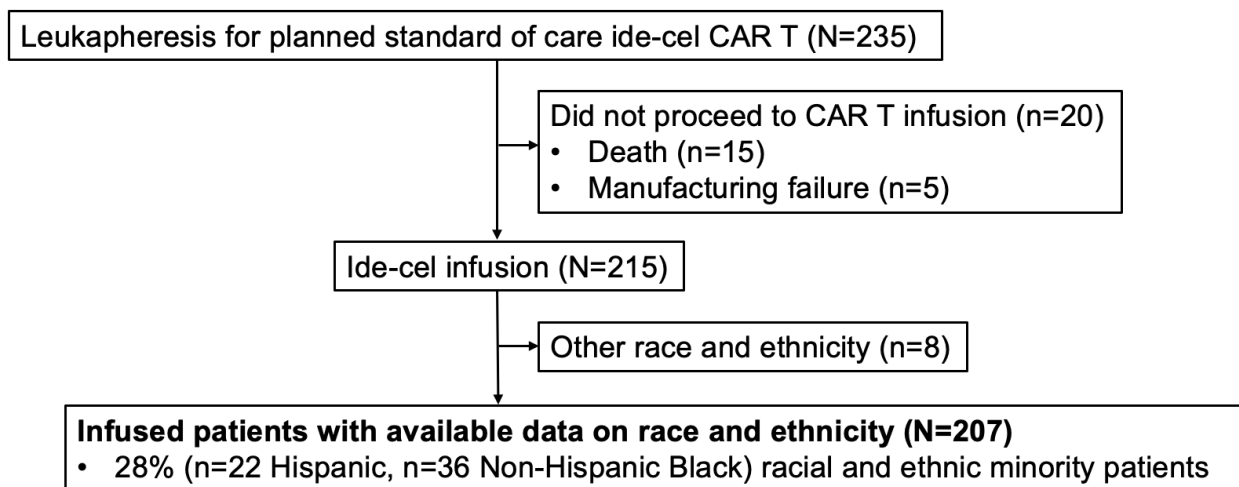 Leukapheresis for planned standard of care ide-cel CAR T (N=235)
Did not proceed to CAR T infusion (n=20)
• Death (n=15)
• Manufacturing failure (n=5)
Ide-cel infusion (N=215)
Other race and ethnicity (n=8)
Infused patients with available data on race and ethnicity (N=207)
• 28% (n=22 Hispanic, n=36 Non-Hispanic Black) racial and ethnic minority patients